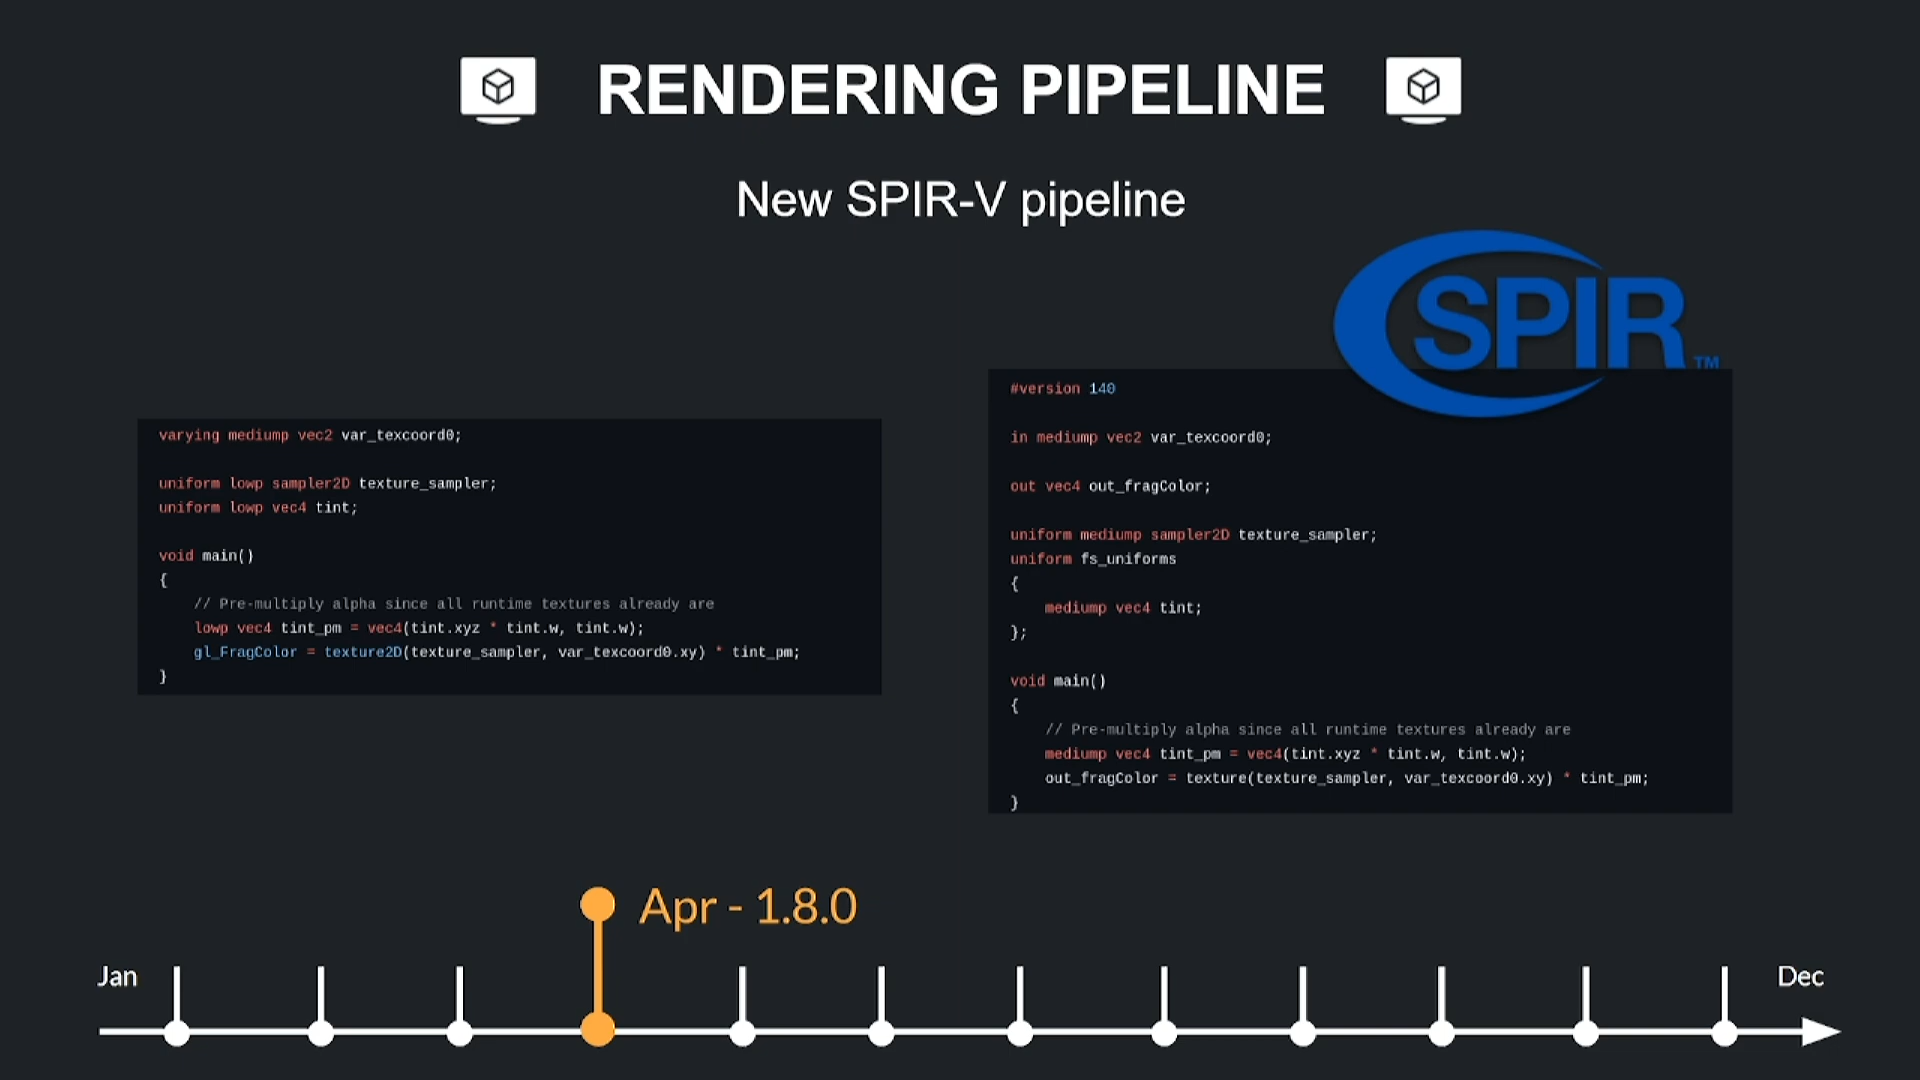 RENDERING PIPELINE
New SPIR-V pipeline
SPIR™
varying mediump vec2 var_texcoord0;
uniform lowp sampler2D texture_sampler;
uniform lowp vec4 tint;
void main()
{
    // Pre-multiply alpha since all runtime textures already are
    lowp vec4 tint_pm = vec4(tint.xyz * tint.w, tint.w);
    gl_FragColor = texture2D(texture_sampler, var_texcoord0.xy) * tint_pm;
}
#version 140
in mediump vec2 var_texcoord0;
out vec4 out_fragColor;
uniform mediump sampler2D texture_sampler;
uniform fs_uniforms
{
    mediump vec4 tint;
};
void main()
{
    // Pre-multiply alpha since all runtime textures already are
    mediump vec4 tint_pm = vec4(tint.xyz * tint.w, tint.w);
    out_fragColor = texture(texture_sampler, var_texcoord0.xy) * tint_pm;
}
Apr - 1.8.0
Jan
Dec